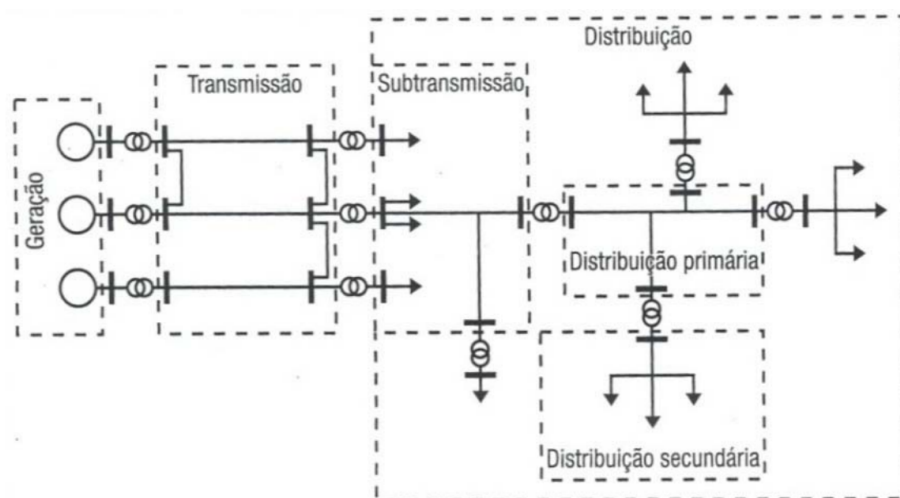 Distribuição
Transmissão
Subtransmissão
Geração
Distribuição primária
Distribuição secundária